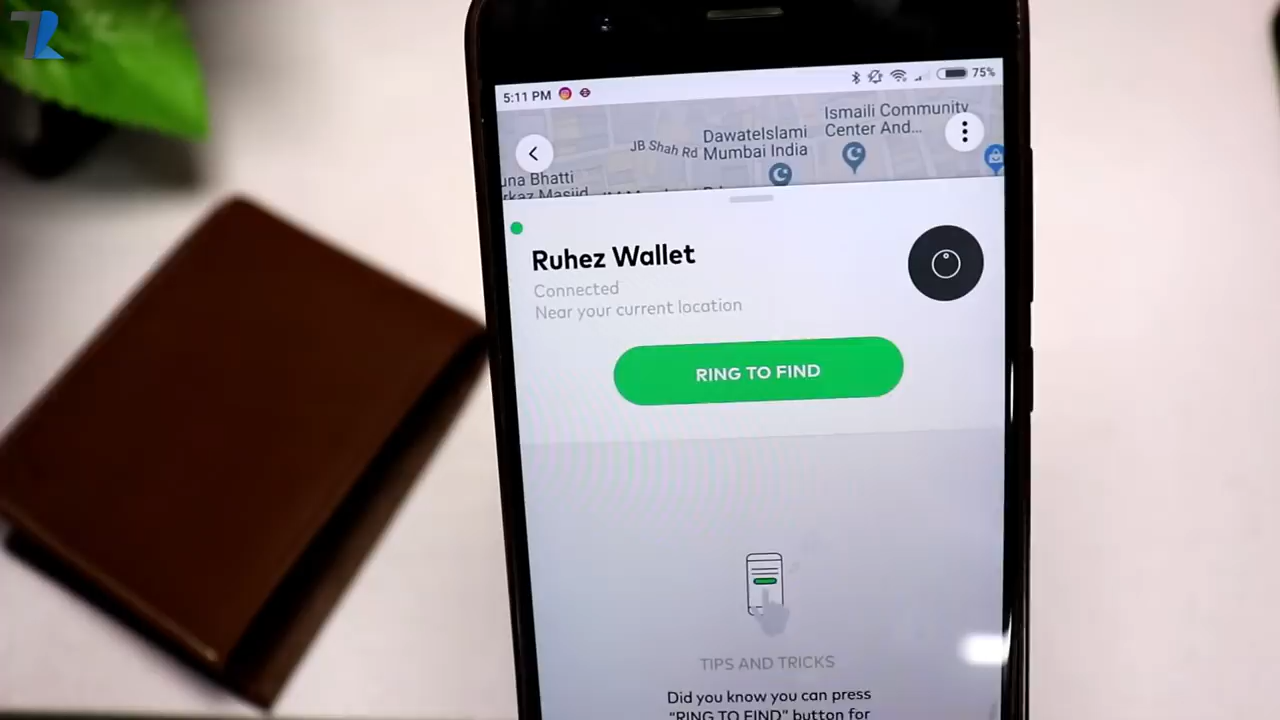 5:11 PM
75%
Ismaili Community
Center And...
DawateIslami
Mumbai India
JB Shah Rd
una Bhatti
rkaz Masjid
Ruhez Wallet
Connected
Near your current location
RING TO FIND
TIPS AND TRICKS
Did you know you can press
"RING TO FIND" button for